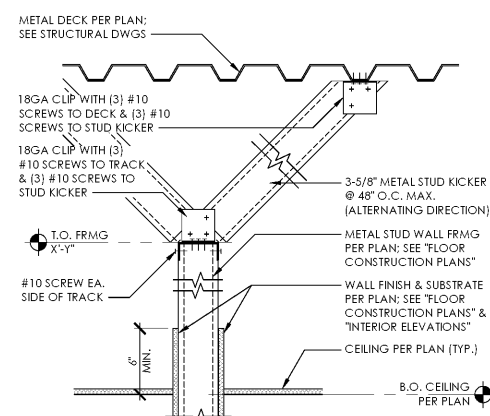 METAL DECK PER PLAN;
SEE STRUCTURAL DWGS
18GA CLIP WITH (3) #10
SCREWS TO DECK & (3) #10
SCREWS TO STUD KICKER
18GA CLIP WITH (3)
#10 SCREWS TO TRACK
& (3) #10 SCREWS TO
STUD KICKER
T.O. FRMG
X'-Y"
#10 SCREW EA.
SIDE OF TRACK
6"
MIN.
3-5/8" METAL STUD KICKER
@ 48" O.C. MAX.
(ALTERNATING DIRECTION)
METAL STUD WALL FRMG
PER PLAN; SEE "FLOOR
CONSTRUCTION PLANS"
WALL FINISH & SUBSTRATE
PER PLAN; SEE "FLOOR
CONSTRUCTION PLANS" &
"INTERIOR ELEVATIONS"
CEILING PER PLAN (TYP.)
B.O. CEILING
PER PLAN